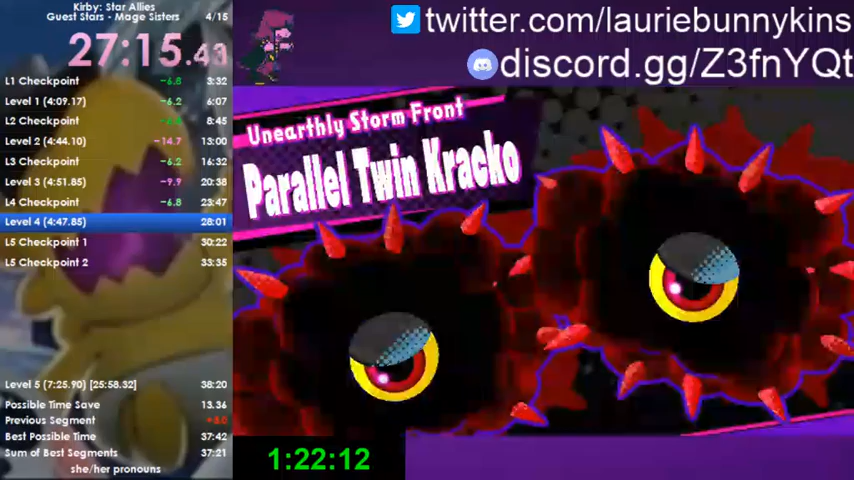 Kirby: Star Allies
Guest Stars - Mage Sisters 4/15
27:15.43
L1 Checkpoint -6.8 3:32
Level 1 (4:09.17) -6.2 6:07
L2 Checkpoint 8:45
Level 2 (4:44.10) -14.7 13:00
L3 Checkpoint -6.2 16:32
Level 3 (4:51.85) -9.9 20:38
L4 Checkpoint -6.8 23:47
Level 4 (4:47.85) 28:01
L5 Checkpoint 1 30:22
L5 Checkpoint 2 33:35
Level 5 (7:25.90) [25:58.32] 38:20
Possible Time Save 13.36
Previous Segment
Best Possible Time 37:42
Sum of Best Segments 37:21
she/her pronouns
twitter.com/lauriebunnykins
discord.gg/Z3fnYQt
Unearthly Storm Front
Parallel Twin Kracko
1:22:12